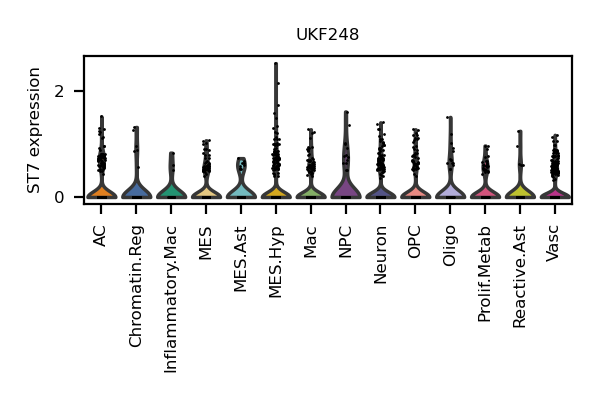 UKF248
ST7 expression
2
0
AC
Chromatin.Reg
Inflammatory.Mac
MES
MES.Ast
MES.Hyp
Mac
NPC
Neuron
OPC
Oligo
Prolif.Metab
Reactive.Ast
Vasc